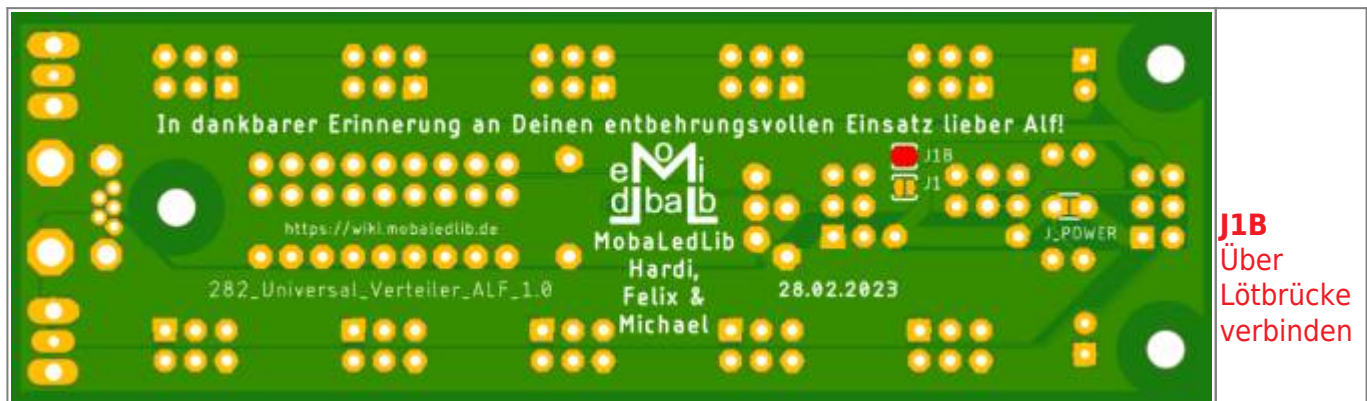 In dankbarer Erinnerung an Deinen entbehrungsvollen Einsatz lieber Alf!
J1B
J1
https://wiki.mobaledlib.de
J_POWER
282_Universal_Verteiler_ALF_1.0
MobaLedLib
Hardi,
Felix &
Michael
28.02.2023
J1B
Über
Lötbrücke
verbinden